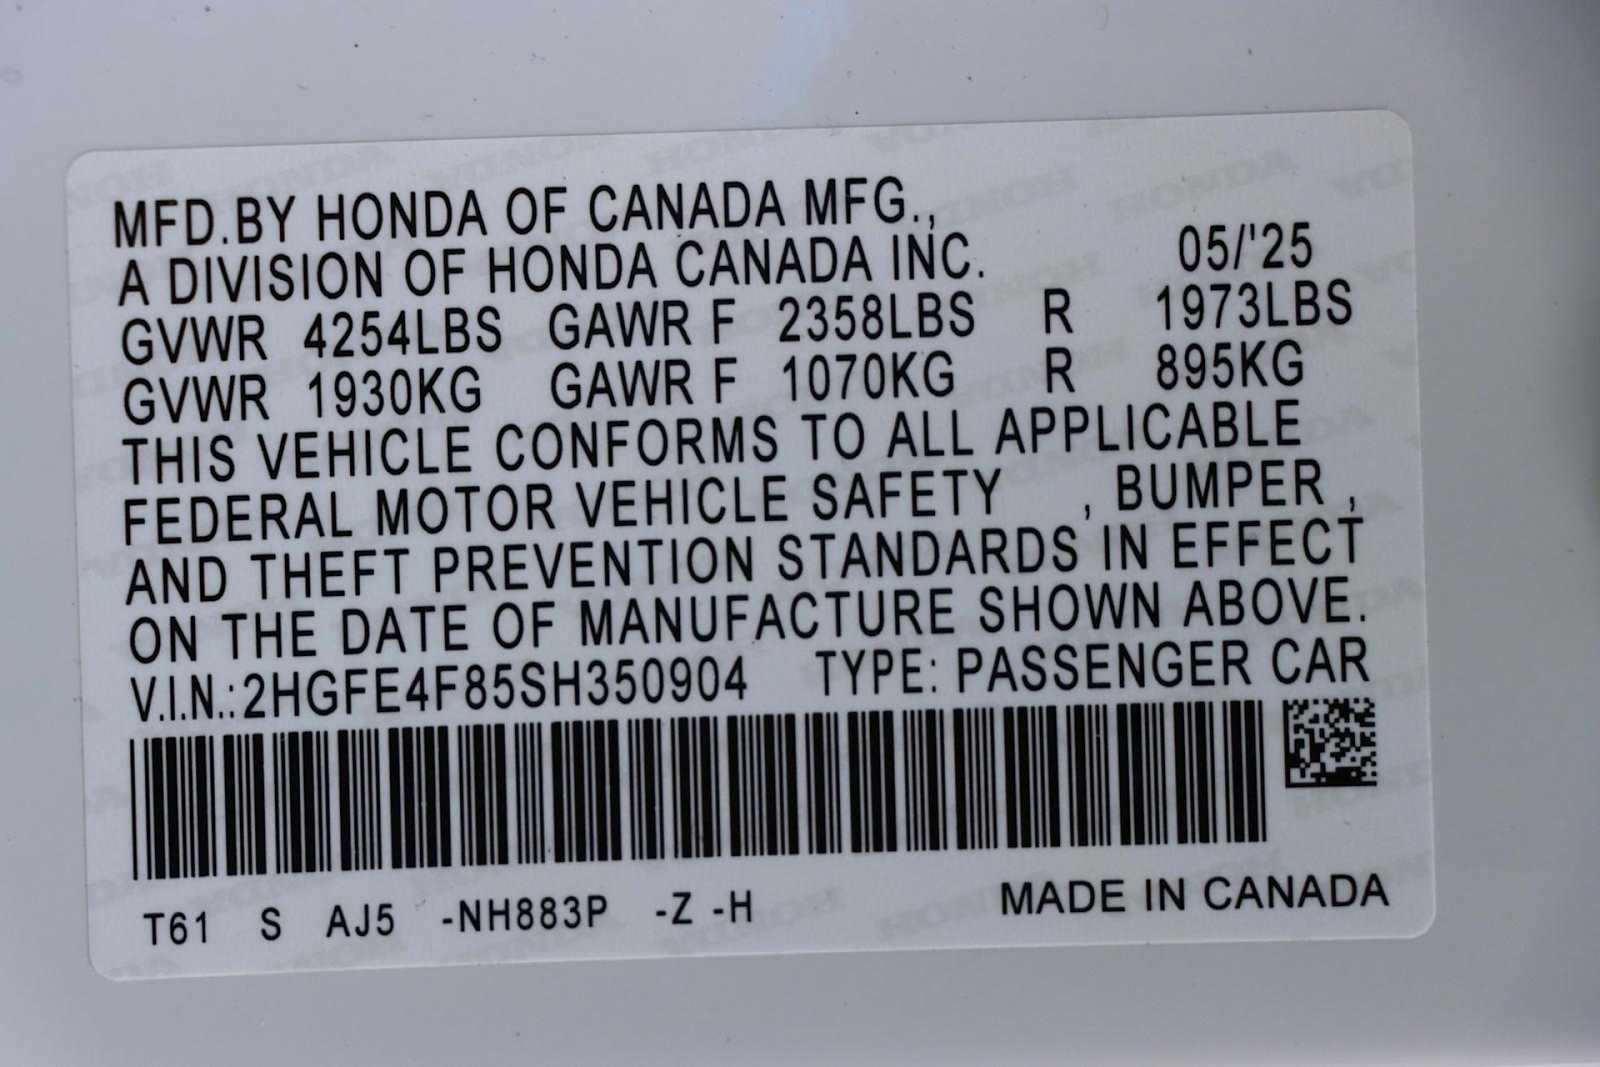 MFD.BY HONDA OF CANADA MFG.,
A DIVISION OF HONDA CANADA INC. 05/'25
GVWR 4254LBS GAWR F 2358LBS R 1973LBS
GVWR 1930KG GAWR F 1070KG R 895KG
THIS VEHICLE CONFORMS TO ALL APPLICABLE
FEDERAL MOTOR VEHICLE SAFETY , BUMPER ,
AND THEFT PREVENTION STANDARDS IN EFFECT
ON THE DATE OF MANUFACTURE SHOWN ABOVE.
V.I.N.:2HGFE4F85SH350904 TYPE: PASSENGER CAR
T61 S AJ5 -NH883P -Z -H MADE IN CANADA